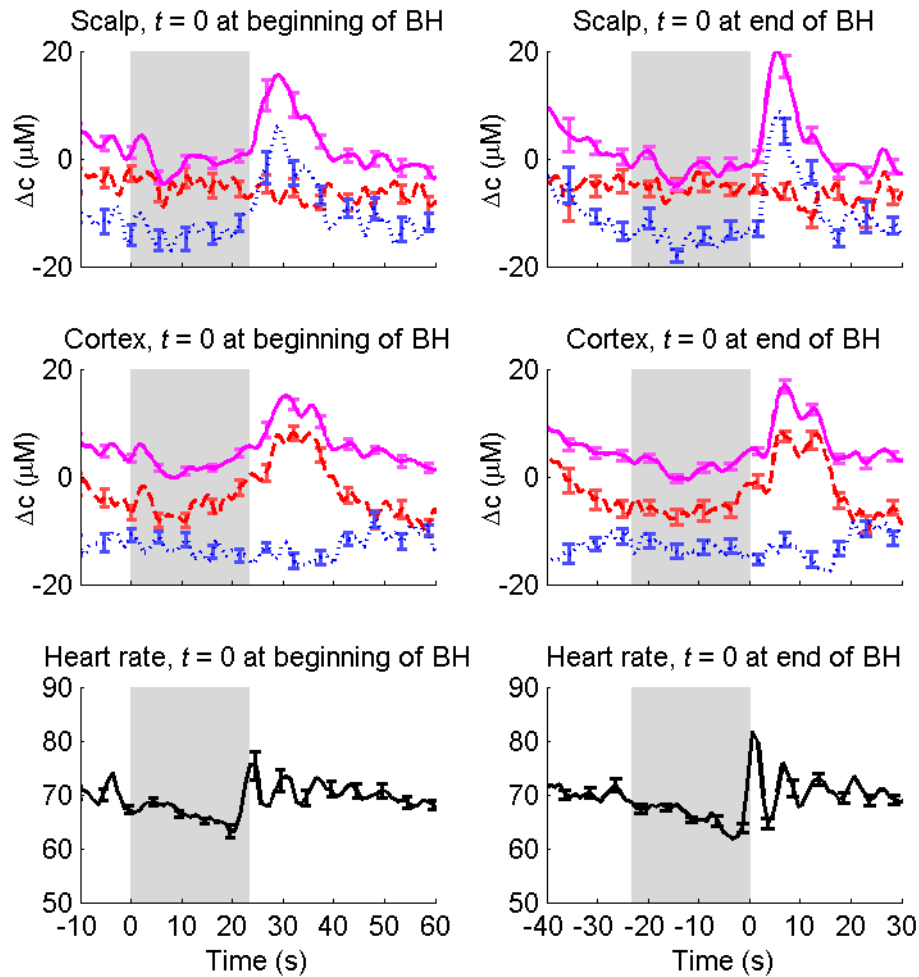 Scalp, t = 0 at beginning of BH
Scalp, t = 0 at end of BH
20
0
-20
Δc (μM)
20
0
-20
Δc (μM)
Cortex, t = 0 at beginning of BH
Cortex, t = 0 at end of BH
20
0
-20
Δc (μM)
20
0
-20
Δc (μM)
Heart rate, t = 0 at beginning of BH
Heart rate, t = 0 at end of BH
90
80
70
60
50
90
80
70
60
50
-10 0 10 20 30 40 50 60
-40 -30 -20 -10 0 10 20 30
Time (s)
Time (s)